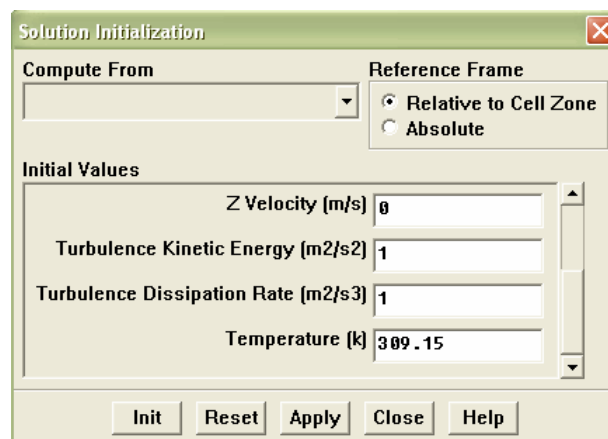 Solution Initialization
Compute From
Reference Frame
Relative to Cell Zone
Absolute
Initial Values
Z Velocity (m/s) 0
Turbulence Kinetic Energy (m2/s2) 1
Turbulence Dissipation Rate (m2/s3) 1
Temperature (k) 309.15
Init Reset Apply Close Help